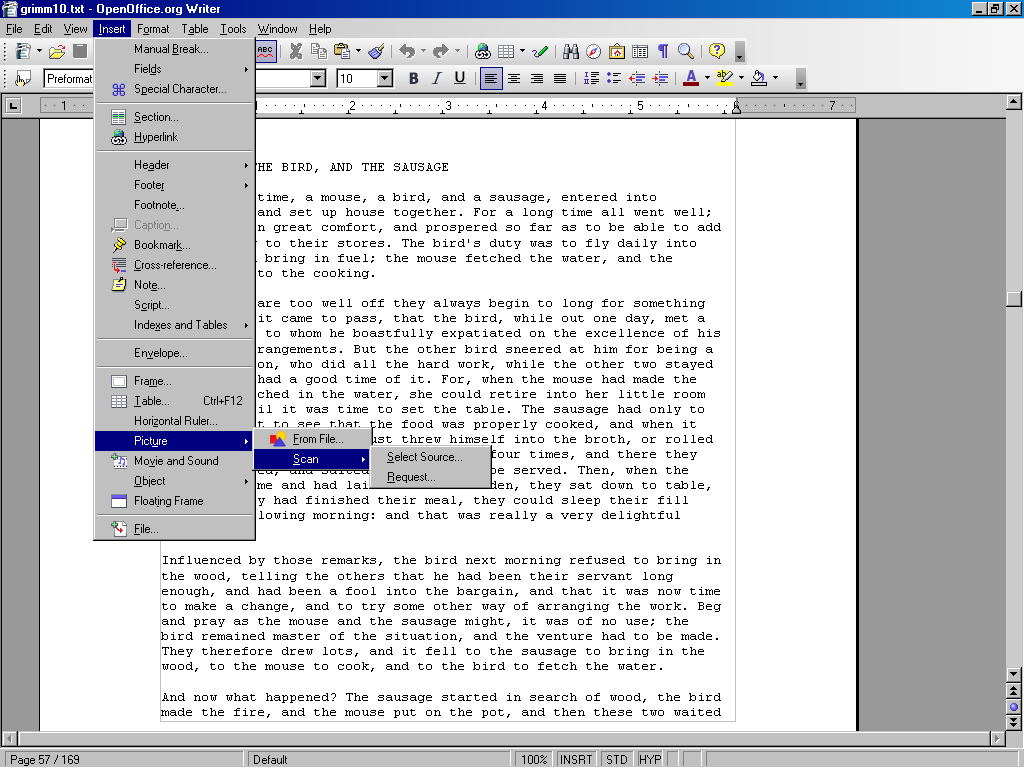 grimm10.txt - OpenOffice.org Writer
File Edit View Insert Format Table Tools Window Help
ABC
Preformat 10 B I U A
1 2 3 4 5 6 7
Manual Break...
Fields
Special Character...
Section...
Hyperlink
Header
Footer
Footnote...
Caption...
Bookmark...
Cross-reference...
Note...
Script...
Indexes and Tables
Envelope...
Frame...
Table... Ctrl+F12
Horizontal Ruler...
Picture
Movie and Sound
Object
Floating Frame
File...
From File...
Scan
Select Source...
Request...
THE BIRD, AND THE SAUSAGE
time, a mouse, a bird, and a sausage, entered into
and set up house together. For a long time all went well;
n great comfort, and prospered so far as to be able to add
y to their stores. The bird's duty was to fly daily into
bring in fuel; the mouse fetched the water, and the
to the cooking.
are too well off they always begin to long for something
it came to pass, that the bird, while out one day, met a
to whom he boastfully expatiated on the excellence of his
rangements. But the other bird sneered at him for being a
on, who did all the hard work, while the other two stayed
had a good time of it. For, when the mouse had made the
ched in the water, she could retire into her little room
il it was time to set the table. The sausage had only to
t to see that the food was properly cooked, and when it
ust threw himself into the broth, or rolled
four times, and there they
be served. Then, when the
me and had lai den, they sat down to table,
y had finished their meal, they could sleep their fill
lowing morning: and that was really a very delightful
Influenced by those remarks, the bird next morning refused to bring in
the wood, telling the others that he had been their servant long
enough, and had been a fool into the bargain, and that it was now time
to make a change, and to try some other way of arranging the work. Beg
and pray as the mouse and the sausage might, it was of no use; the
bird remained master of the situation, and the venture had to be made.
They therefore drew lots, and it fell to the sausage to bring in the
wood, to the mouse to cook, and to the bird to fetch the water.
And now what happened? The sausage started in search of wood, the bird
made the fire, and the mouse put on the pot, and then these two waited
Page 57 / 169 Default 100% INSRT STD HYP